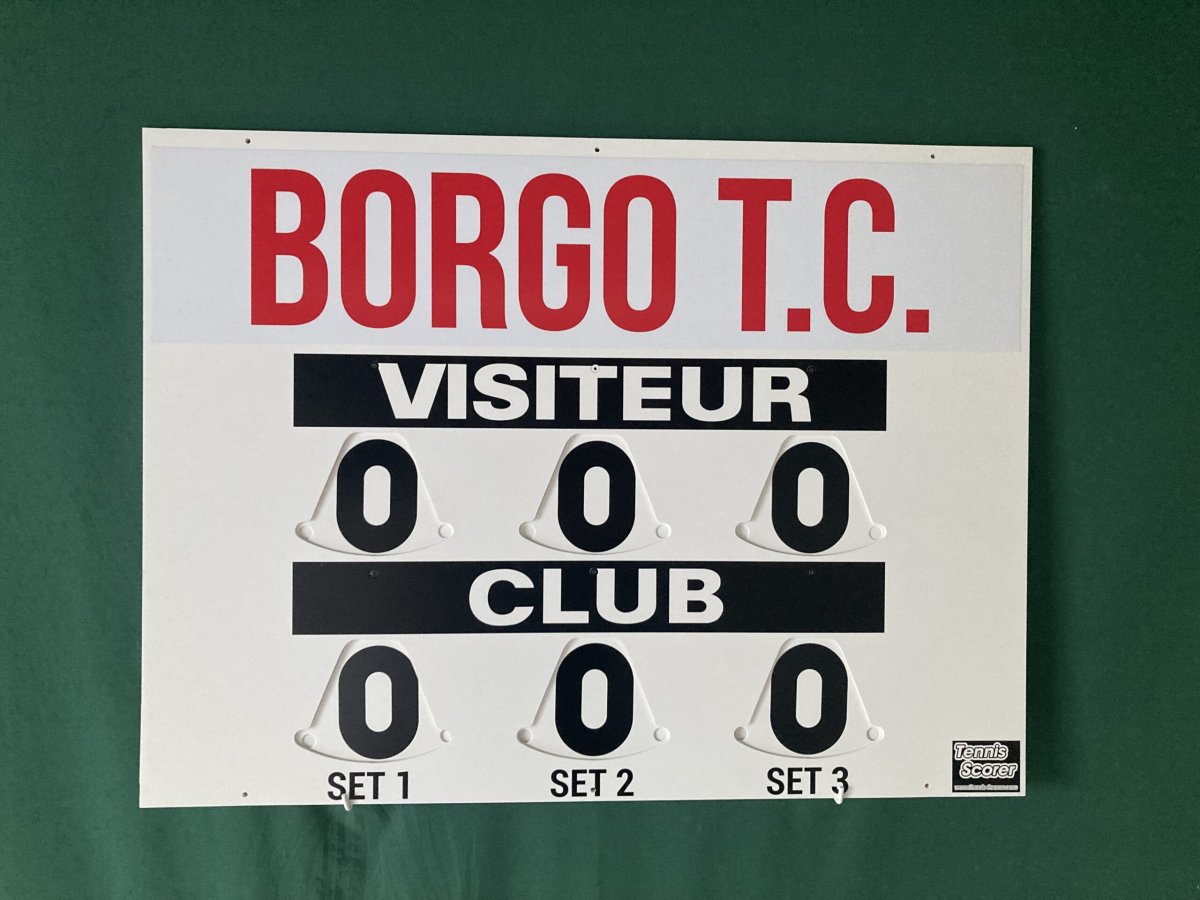 BORGO T.C.
VISITEUR
0 0 0
CLUB
0 0 0
SET 1 SET 2 SET 3
Tennis
Scorer